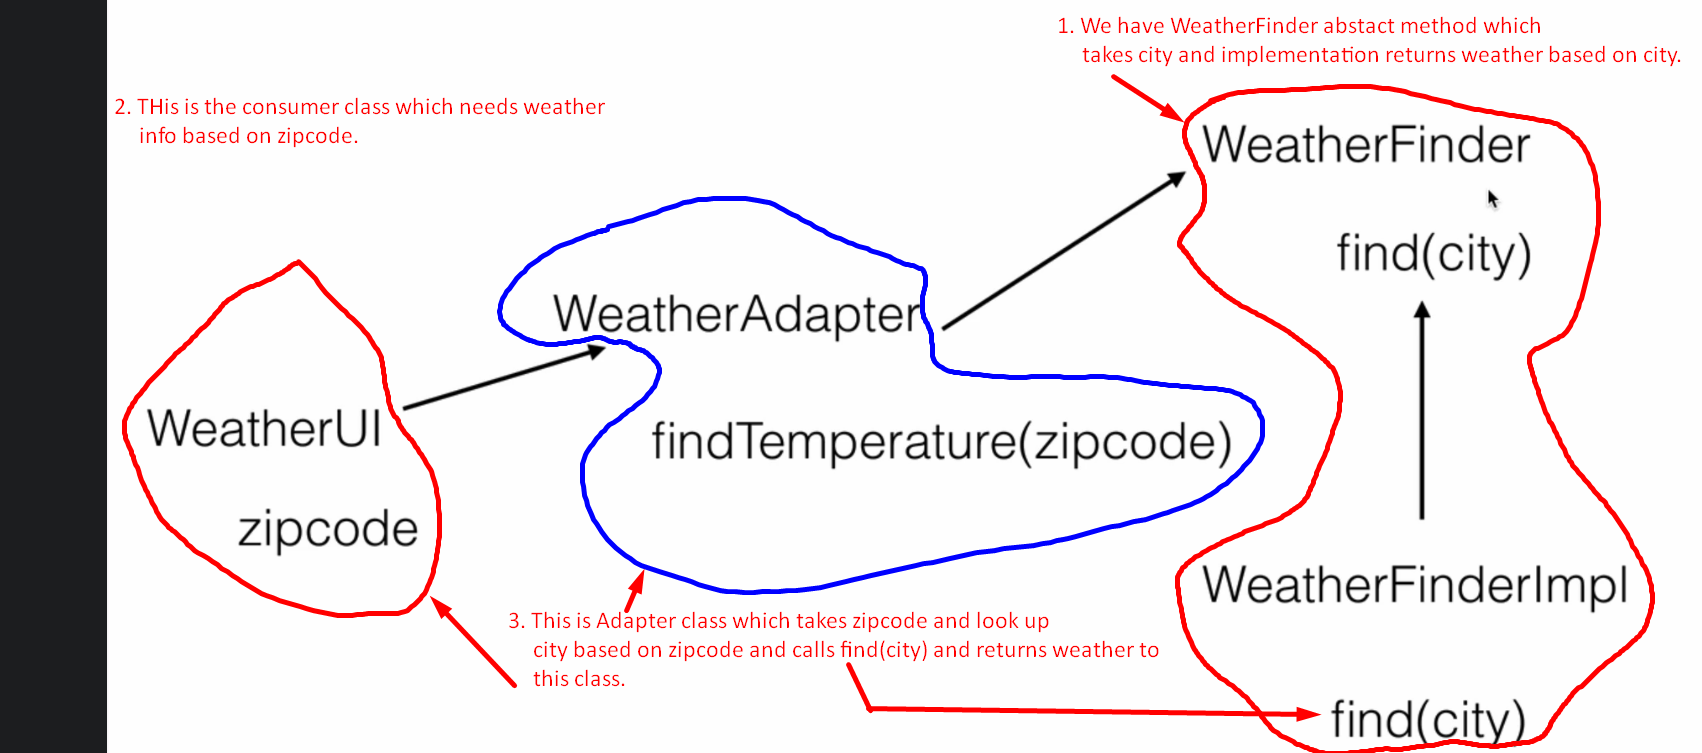 1. We have WeatherFinder abstact method which
takes city and implementation returns weather based on city.
2. THis is the consumer class which needs weather
info based on zipcode.
WeatherFinder
find(city)
WeatherAdapter
findTemperature(zipcode)
WeatherUI
zipcode
WeatherFinderImpl
find(city)
3. This is Adapter class which takes zipcode and look up
city based on zipcode and calls find(city) and returns weather to
this class.